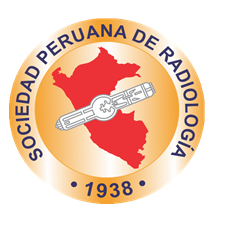 SOCIEDAD PERUANA DE RADIOLOGÍA
• 1938 •